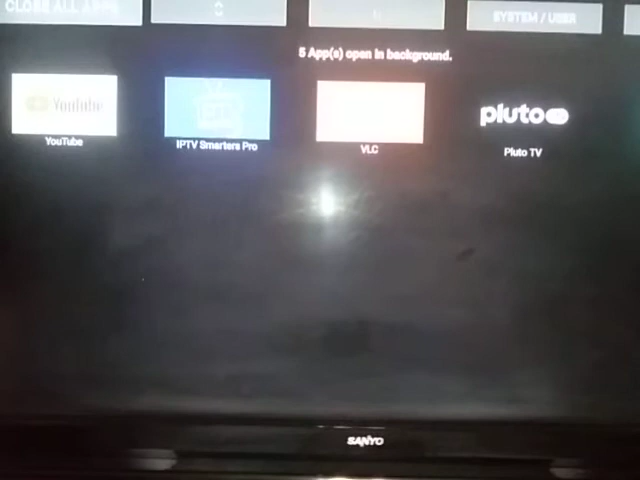 CLOSE ALL APPS
SYSTEM / USER
5 App(s) open in background.
YouTube
pluto
YouTube
IPTV Smarters Pro
VLC
Pluto TV
SANYO